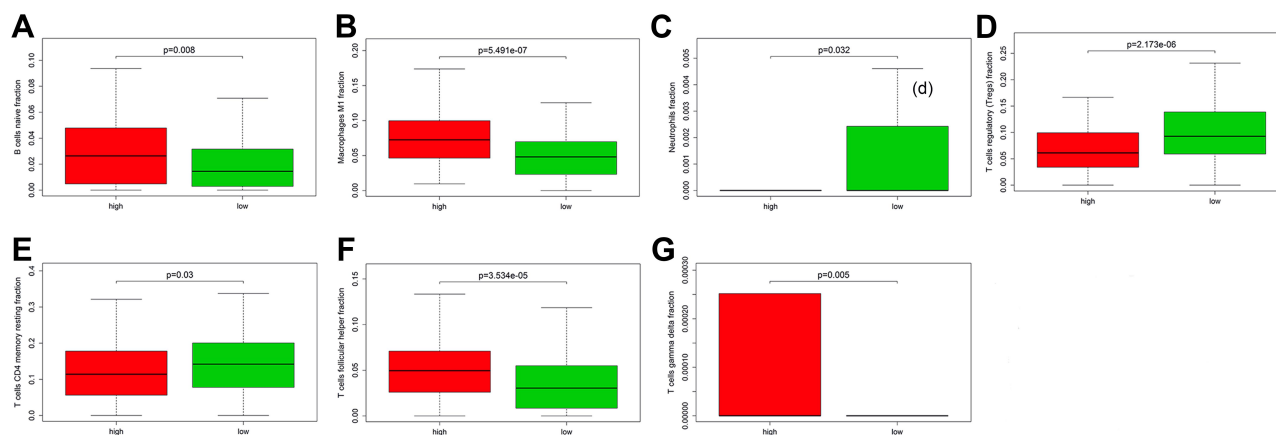 A
B cells naive fraction
0.00 0.02 0.04 0.06 0.08 0.10
p=0.008
high low
B
Macrophages M1 fraction
0.00 0.05 0.10 0.15 0.20
p=5.491e-07
high low
C
Neutrophils fraction
0.000 0.001 0.002 0.003 0.004 0.005
p=0.032
(d)
high low
D
T cells regulatory (Tregs) fraction
0.00 0.05 0.10 0.15 0.20 0.25
p=2.173e-06
high low
E
T cells CD4 memory resting fraction
0.0 0.1 0.2 0.3 0.4
p=0.03
high low
F
T cells follicular helper fraction
0.00 0.05 0.10 0.15
p=3.534e-05
high low
G
T cells gamma delta fraction
0.00000 0.00010 0.00020 0.00030
p=0.005
high low